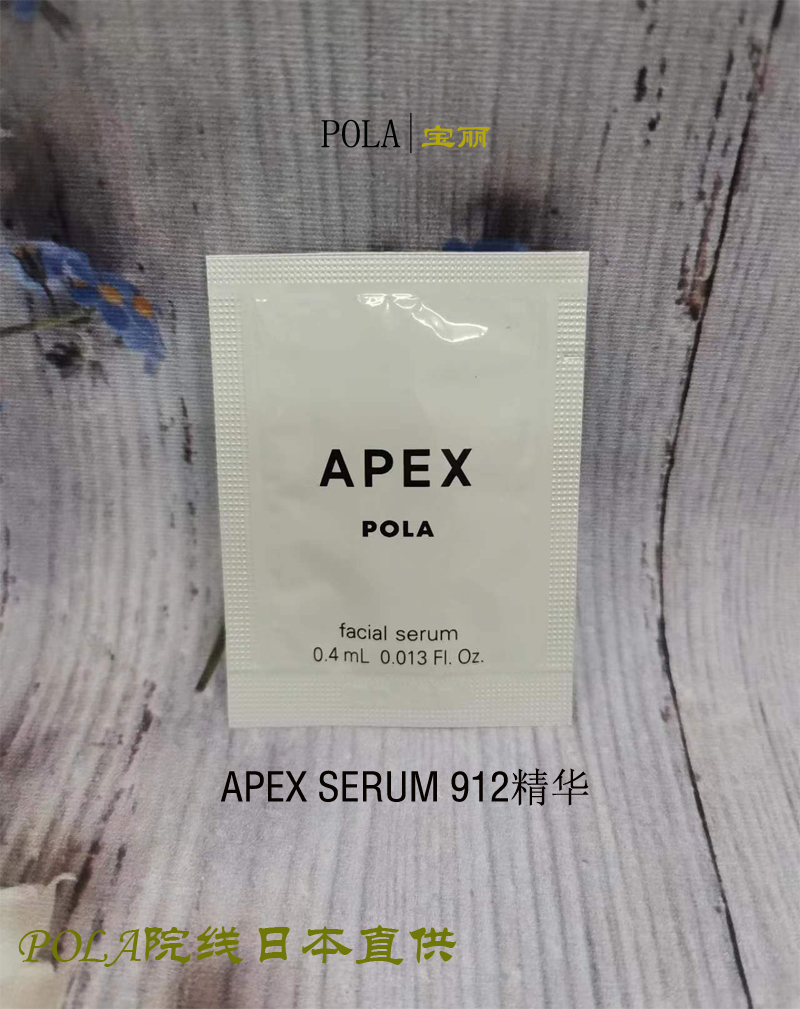 POLA|宝丽
APEX
POLA
facial serum
0.4 mL 0.013 Fl. Oz.
APEX SERUM 912精华
POLA院线日本直供